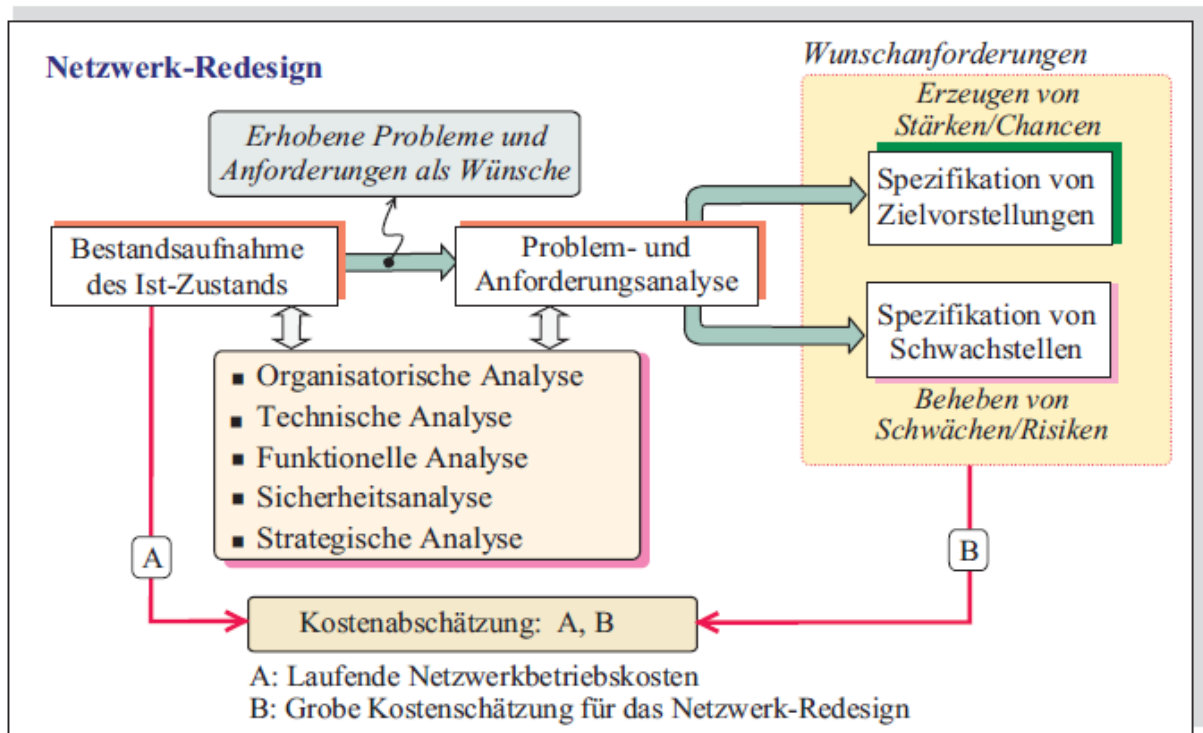 Netzwerk-Redesign
Wunschanforderungen
Erhobene Probleme und
Anforderungen als Wünsche
Erzeugen von
Stärken/Chancen
Bestandsaufnahme
des Ist-Zustands
Problem- und
Anforderungsanalyse
Spezifikation von
Zielvorstellungen
Spezifikation von
Schwachstellen
Beheben von
Schwächen/Risiken
▪ Organisatorische Analyse
▪ Technische Analyse
▪ Funktionelle Analyse
▪ Sicherheitsanalyse
▪ Strategische Analyse
A
B
Kostenabschätzung: A, B
A: Laufende Netzwerkbetriebskosten
B: Grobe Kostenschätzung für das Netzwerk-Redesign